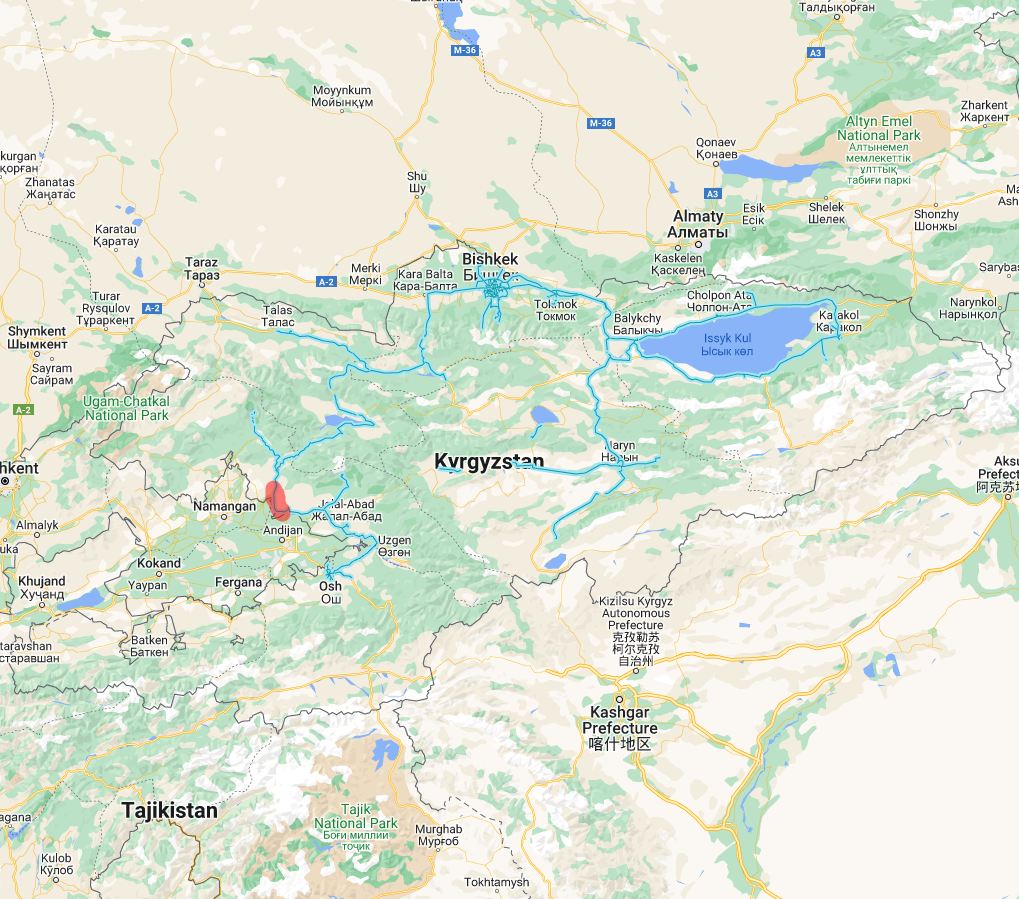 Талдықорған
M-36
A3
Moyynkum
Мойынқұм
M-36
Zharkent
Жаркент
Altyn Emel
National Park
Алтынемел
мемлекеттік
ұлттық
табиғи паркі
Qonaev
Қонаев
kurgan
қорған
Zhanatas
Жаңатас
Shu
Шу
A3
Esik
Есік
Shelek
Шелек
Shonzhy
Шонжы
Ma
Ash
Almaty
Алматы
Karatau
Қаратау
Kaskelen
Қаскелең
Taraz
Тараз
Merki
Меркі
A-2
Bishkek
Бишкек
Kara Balta
Кара-Балта
Sarybas
Turar
Rysqulov
Тұраркент
A-2
Talas
Талас
Tokmok
Токмок
Cholpon Ata
Чолпон-Ата
Balykchy
Балыкчы
Karakol
Каракол
Narynkol
Нарынқол
Shymkent
Шымкент
Issyk Kul
Ысык көл
Sayram
Сайрам
A-2
Ugam-Chatkal
National Park
Naryn
Нарын
Kyrgyzstan
hkent
Aksu
Prefect
阿克苏地
Namangan
Jalal-Abad
Жалал-Абад
Almalyk
Andijan
uka
Uzgen
Өзгөн
Kokand
Khujand
Хуҷанд
Yaypan
Fergana
Osh
Ош
Kizilsu Kyrgyz
Autonomous
Prefecture
克孜勒苏
柯尔克孜
自治州
Batken
Баткен
taravshan
старавшан
Kashgar
Prefecture
喀什地区
Tajikistan
Tajik
National Park
Боғи миллии
тоҷик
agana
Murghab
Мурғоб
Kulob
Кӯлоб
Tokhtamysh